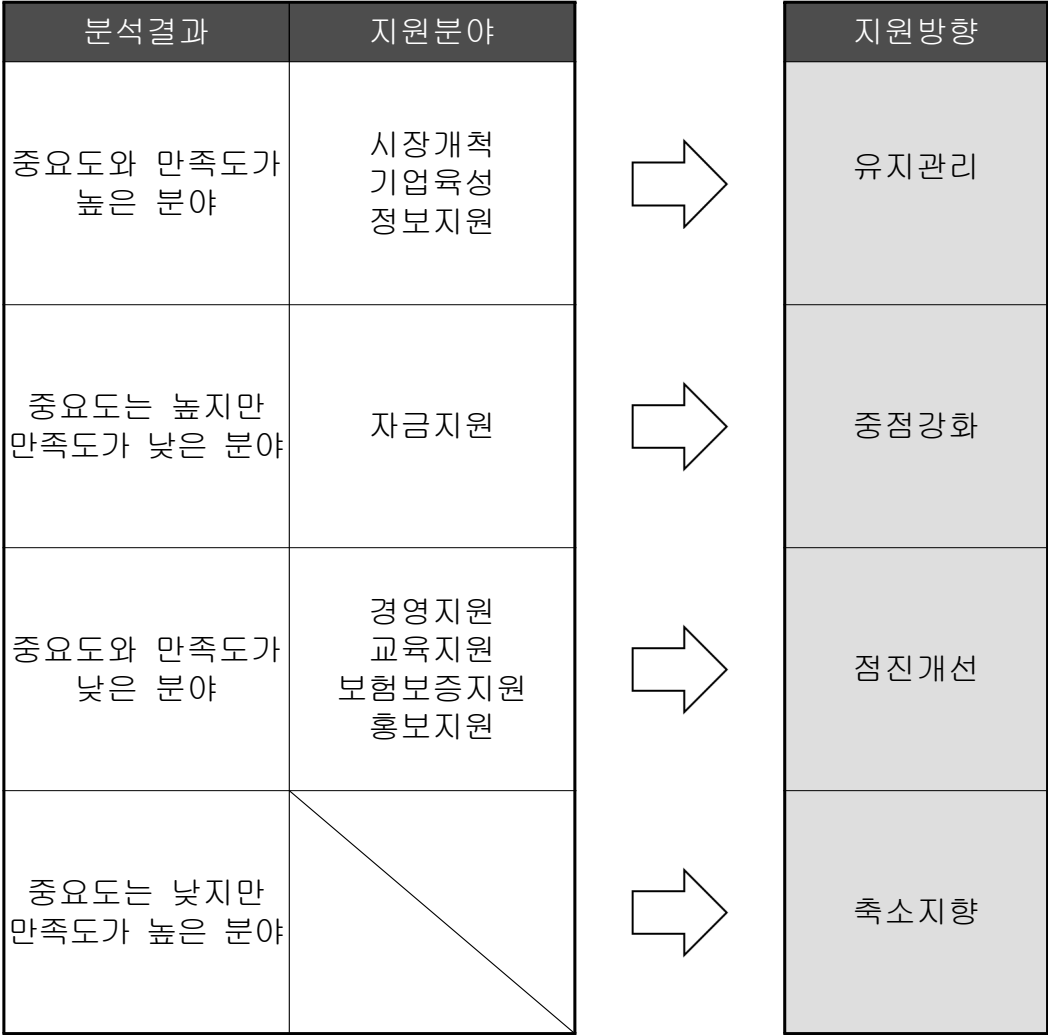 분석결과 지원분야 지원방향
중요도와 만족도가
높은 분야
시장개척
기업육성
정보지원
유지관리
중요도는 높지만
만족도가 낮은 분야
자금지원
중점강화
중요도와 만족도가
낮은 분야
경영지원
교육지원
보험보증지원
홍보지원
점진개선
중요도는 낮지만
만족도가 높은 분야
축소지향